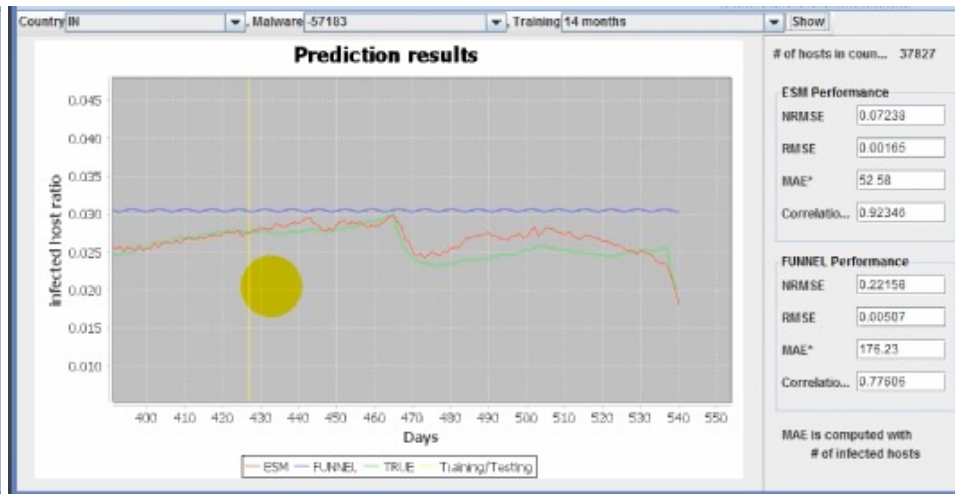 Country IN , Malware -57183 , Training 14 months Show
Prediction results
infected host ratio
0.045
0.040
0.035
0.030
0.025
0.020
0.015
0.010
400 410 420 430 440 450 460 470 480 490 500 510 520 530 540 550
Days
ESM FUNNEL TRUE Training/Testing
# of hosts in coun... 37827
ESM Performance
NRMSE 0.07238
RMSE 0.00165
MAE* 52.58
Correlatio... 0.92346
FUNNEL Performance
NRMSE 0.22156
RMSE 0.00507
MAE* 176.23
Correlatio... 0.77606
MAE is computed with
# of infected hosts